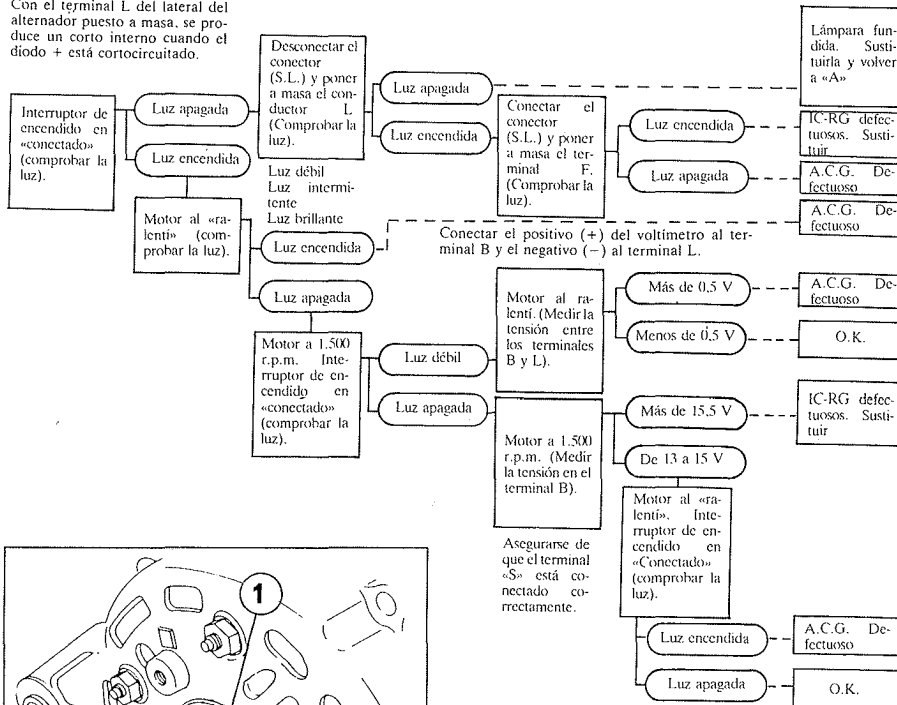 Con el terminal L del lateral del
alternador puesto a masa, se pro-
duce un corto interno cuando el
diodo + está cortocircuitado.
Interruptor de
encendido en
«conectado»
(comprobar la
luz).
Luz apagada
Luz encendida
Desconectar el
conector
(S.L.) y poner
a masa el con-
ductor L
(Comprobar la
luz).
Luz apagada
Luz encendida
Lámpara fun-
dida. Susti-
tuirla y volver
a «A»
Conectar el
conector
(S.L.) y poner
a masa el ter-
minal F.
(Comprobar la
luz).
Luz encendida
Luz apagada
IC-RG defec-
tuosos. Susti-
tuir
A.C.G. De-
fectuoso
Motor al «ra-
lentí» (com-
probar la luz).
Luz débil
Luz intermi-
tente
Luz brillante
Luz encendida
Luz apagada
A.C.G. De-
fectuoso
Conectar el positivo (+) del voltímetro al ter-
minal B y el negativo (−) al terminal L.
Motor a 1.500
r.p.m. Inte-
rruptor de en-
cendido en
«conectado»
(comprobar la
luz).
Luz débil
Luz apagada
Motor al ra-
lentí. (Medir la
tensión entre
los terminales
B y L).
Más de 0,5 V
Menos de 0,5 V
A.C.G. De-
fectuoso
O.K.
Motor a 1.500
r.p.m. (Medir
la tensión en el
terminal B).
Más de 15,5 V
De 13 a 15 V
IC-RG defec-
tuosos. Susti-
tuir
Asegurarse de
que el terminal
«S» está co-
nectado co-
rrectamente.
Motor al «ra-
lentí». Inte-
rruptor de en-
cendido en
«Conectado»
(comprobar la
luz).
Luz encendida
Luz apagada
A.C.G. De-
fectuoso
O.K.
1